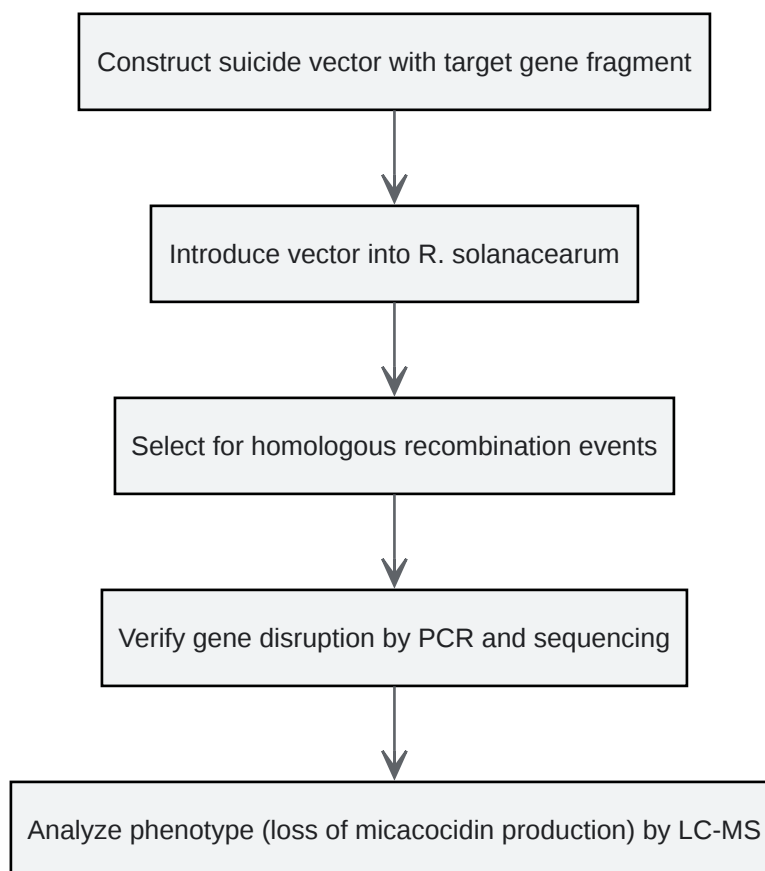 Construct suicide vector with target gene fragment
Introduce vector into R. solanacearum
Select for homologous recombination events
Verify gene disruption by PCR and sequencing
Analyze phenotype (loss of micacocidin production) by LC-MS